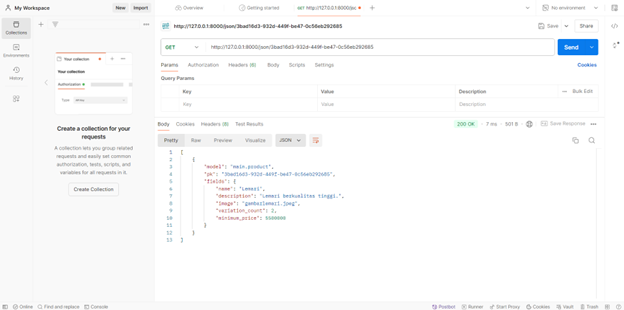 My Workspace
New
Import
Overview
Getting started
GET http://127.0.0.1:8000/jsc
No environment
Collections
Environments
History
Your collection
Your collection
Authorization
Create a collection for your
requests
A collection lets you group related
requests and easily set common
authorization, tests, scripts, and
variables for all requests in it.
Create Collection
http://127.0.0.1:8000/json/3bad16d3-932d-449f-be47-0c56eb292685
Save
Share
GET
http://127.0.0.1:8000/json/3bad16d3-932d-449f-be47-0c56eb292685
Send
Params
Authorization
Headers (6)
Body
Scripts
Settings
Cookies
Query Params
Key
Value
Description
Bulk Edit
Key
Value
Description
Body
Cookies
Headers (8)
Test Results
200 OK
7 ms
501 B
Save Response
Pretty
Raw
Preview
Visualize
JSON
1 [
2 {
3 "model": "main.product",
4 "pk": "3bad16d3-932d-449f-be47-0c56eb292685",
5 "fields": {
6 "name": "Lemari",
7 "description": "Lemari berkualitas tinggi.",
8 "image": "gambarlemari.jpeg",
9 "variation_count": 2,
10 "minimum_price": 
11 }
12 }
13 ]
Online
Find and replace
Console
Postbot
Runner
Start Proxy
Cookies
Vault
Trash